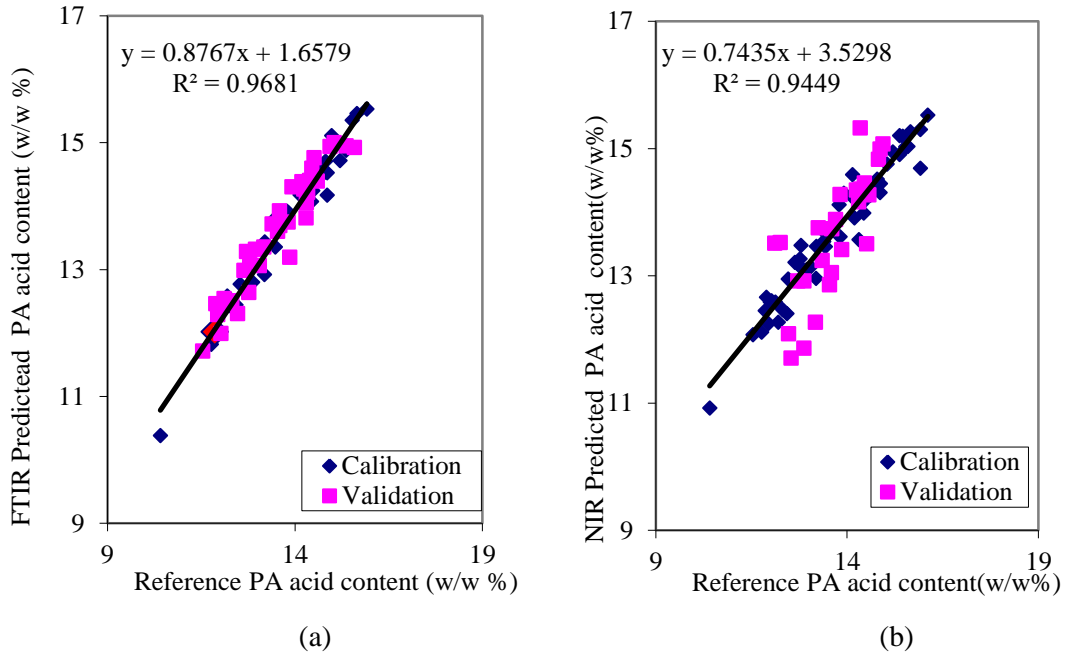 17
y = 0.8767x + 1.6579
R² = 0.9681
15
13
11
9
FTIR Predictead PA acid content (w/w %)
Calibration
Validation
9 14 19
Reference PA acid content (w/w %)
(a)
17
y = 0.7435x + 3.5298
R² = 0.9449
15
13
11
9
NIR Predicted PA acid content(w/w%)
Calibration
Validation
9 14 19
Reference PA acid content(w/w%)
(b)